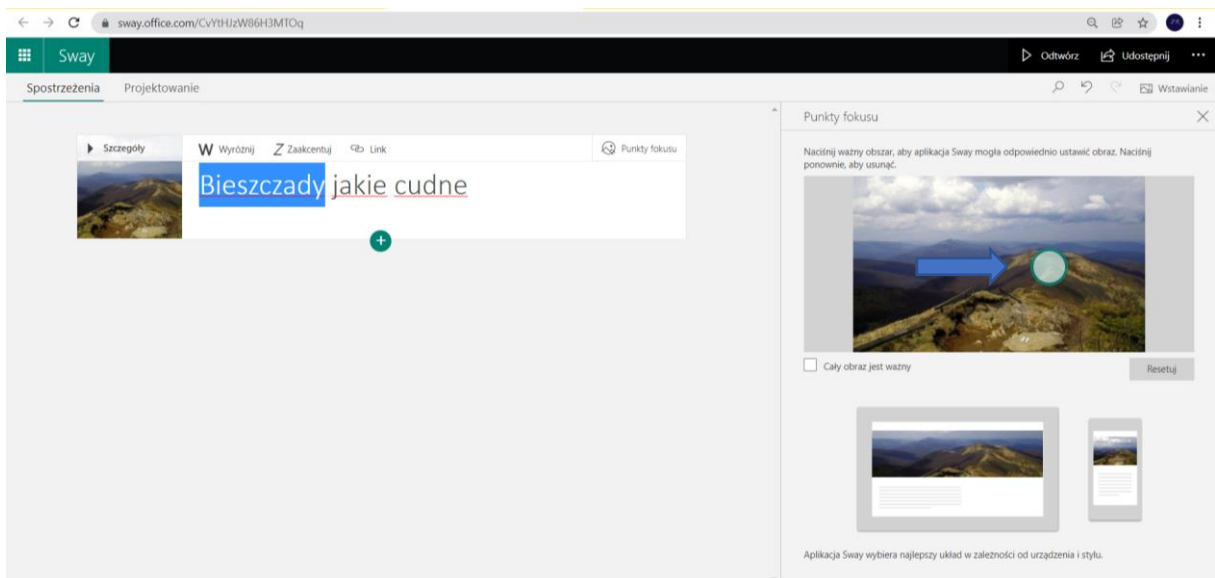 sway.office.com/CvYtHJzW86H3MTOq
Sway
Odtwórz Udostępnij
Spostrzeżenia Projektowanie
Wstawianie
Punkty fokusu
Szczegóły W Wyróżnij Z Zaakcentuj Link Punkty fokusu
Bieszczady jakie cudne
Naciśnij ważny obszar, aby aplikacja Sway mogła odpowiednio ustawić obraz. Naciśnij
ponownie, aby usunąć.
Cały obraz jest ważny
Resetuj
Aplikacja Sway wybiera najlepszy układ w zależności od urządzenia i stylu.